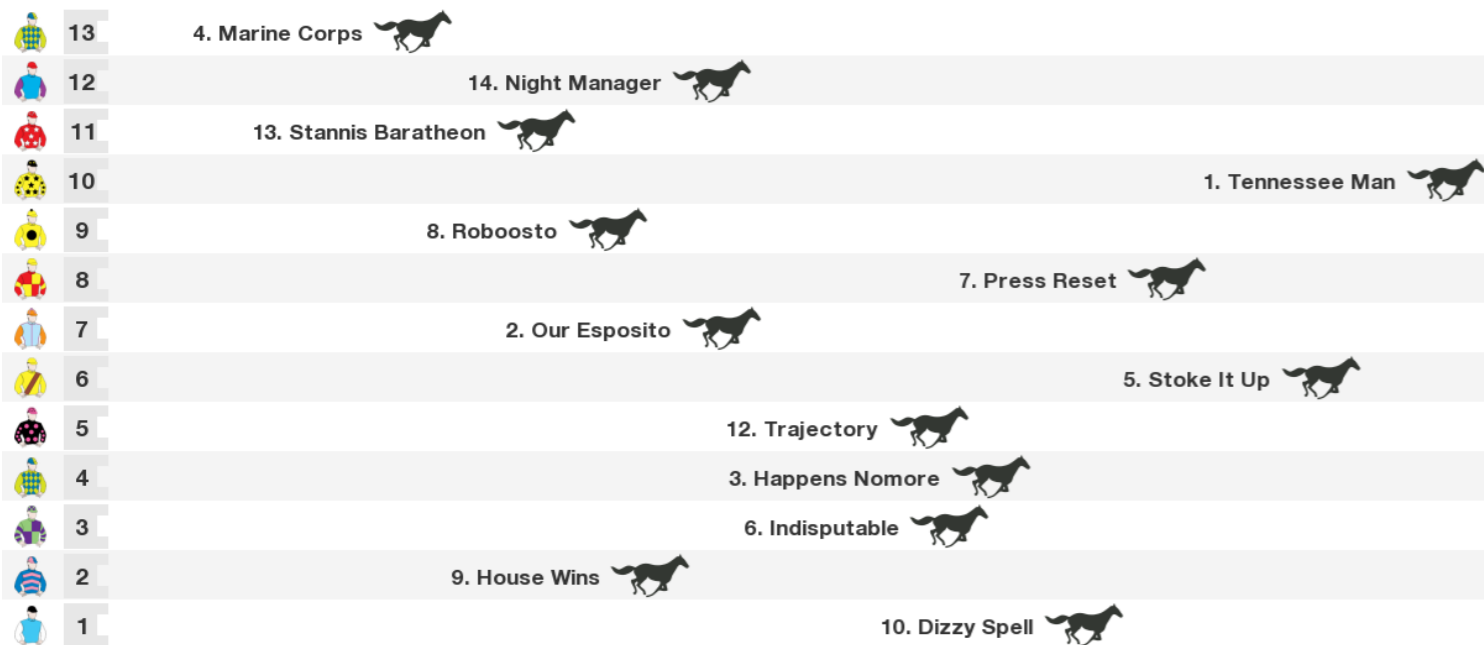 13 4. Marine Corps
12 14. Night Manager
11 13. Stannis Baratheon
10 1. Tennessee Man
9 8. Roboosto
8 7. Press Reset
7 2. Our Esposito
6 5. Stoke It Up
5 12. Trajectory
4 3. Happens Nomore
3 6. Indisputable
2 9. House Wins
1 10. Dizzy Spell